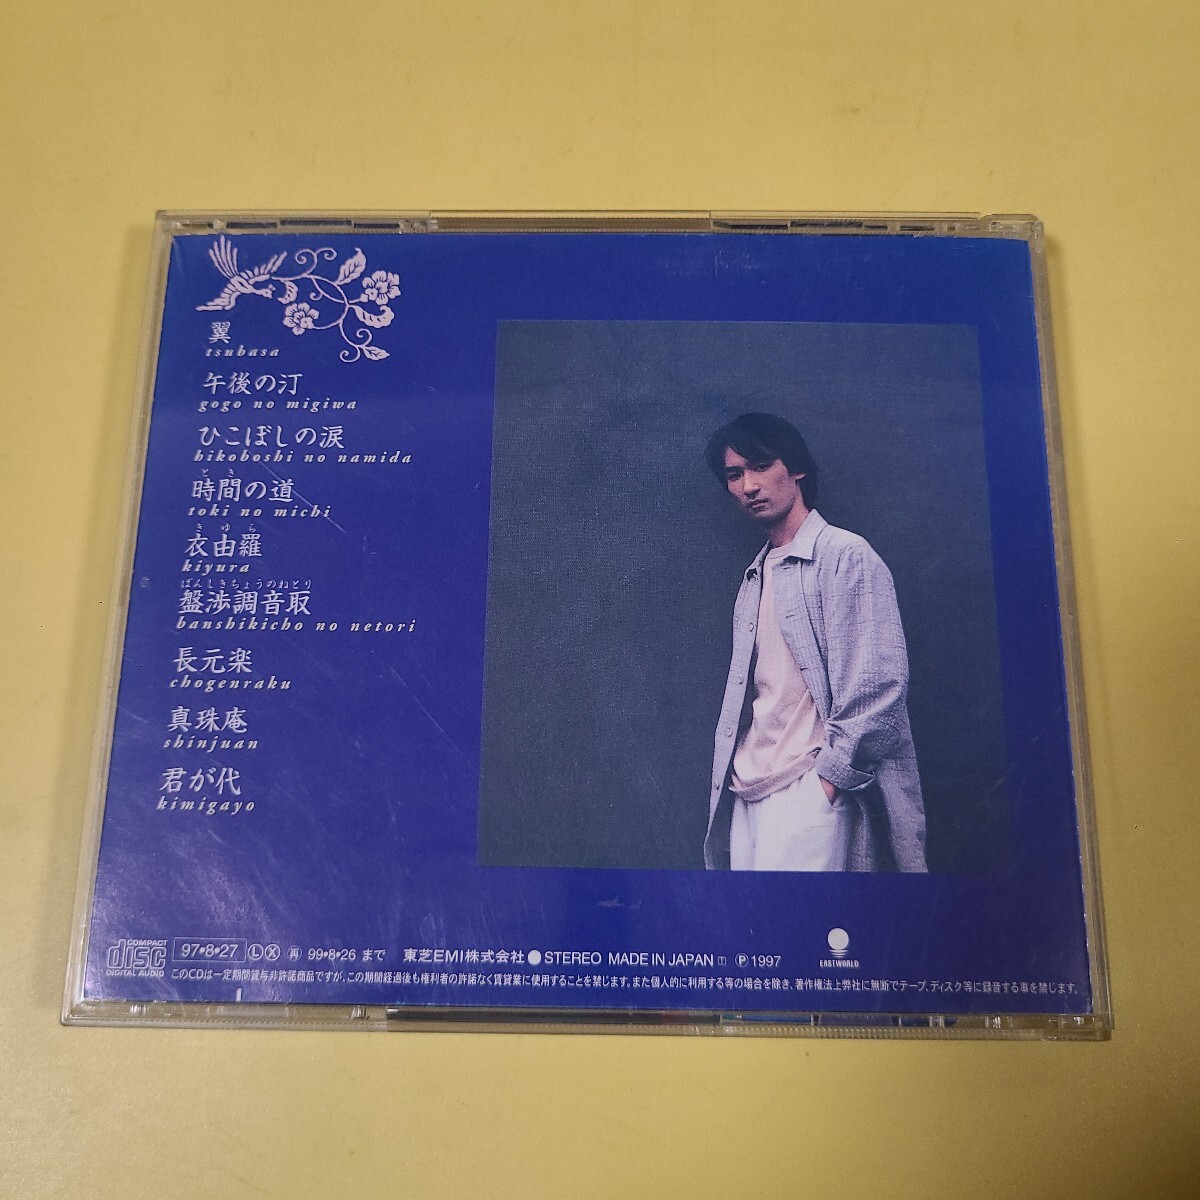 翼
tsubasa
午後の汀
gogo no migiwa
ひこぼしの涙
hikoboshi no namida
とき
時間の道
toki no michi
きゆら
衣由羅
kiyura
ばんしきちょうのねとり
盤渉調音取
banshikicho no netori
長元楽
chogenraku
真珠庵
shinjuan
君が代
kimigayo
COMPACT disc DIGITAL AUDIO
97•8•27 Ⓛ Ⓧ 再 99•8•26 まで 東芝EMI株式会社 ● STEREO MADE IN JAPAN T Ⓟ 1997
EASTWORLD
このCDは一定期間貸与非許諾商品ですが、この期間経過後も権利者の許諾なく賃貸業に使用することを禁じます。また個人的に利用する等の場合を除き、著作権法上弊社に無断でテープ、ディスク等に録音する事を禁じます。